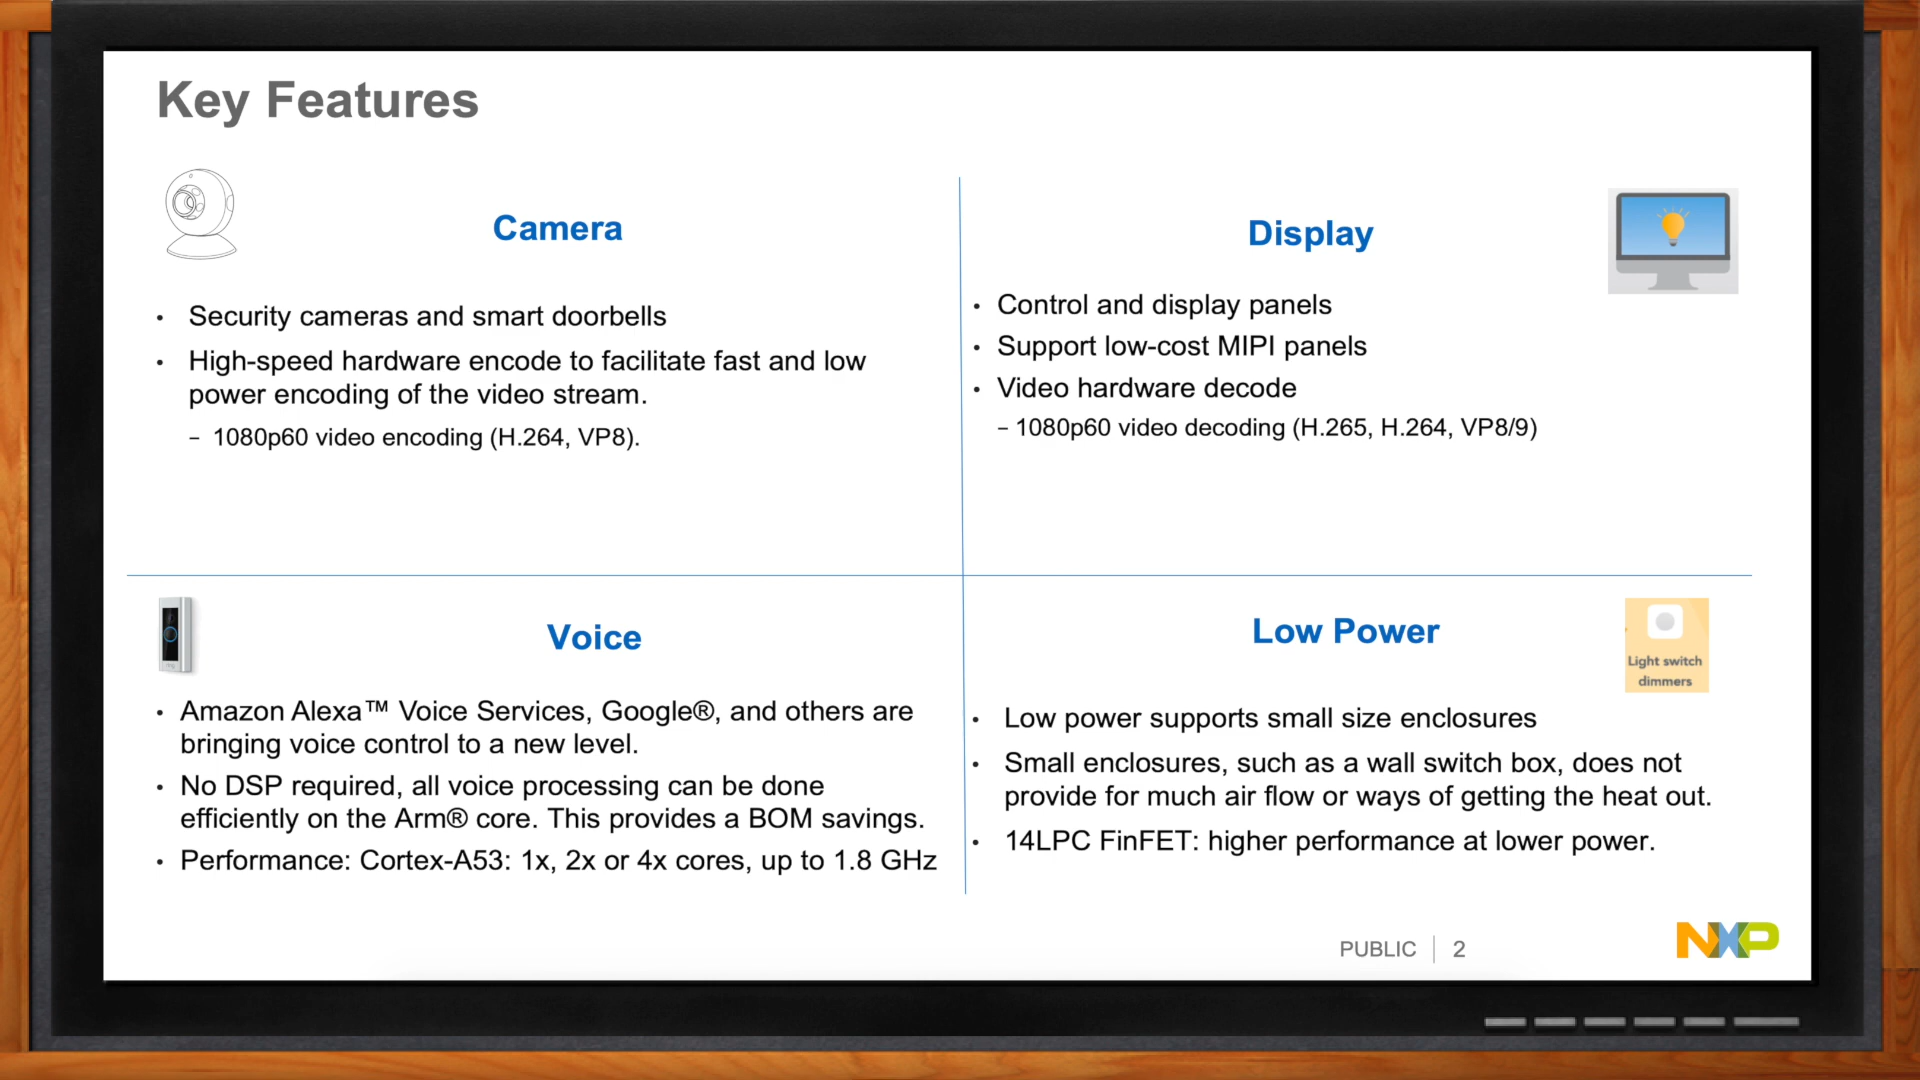 Key Features
Camera
• Security cameras and smart doorbells
• High-speed hardware encode to facilitate fast and low
power encoding of the video stream.
– 1080p60 video encoding (H.264, VP8).
Display
• Control and display panels
• Support low-cost MIPI panels
• Video hardware decode
– 1080p60 video decoding (H.265, H.264, VP8/9)
Voice
• Amazon Alexa™ Voice Services, Google®, and others are
bringing voice control to a new level.
• No DSP required, all voice processing can be done
efficiently on the Arm® core. This provides a BOM savings.
• Performance: Cortex-A53: 1x, 2x or 4x cores, up to 1.8 GHz
Low Power
Light switch
dimmers
• Low power supports small size enclosures
• Small enclosures, such as a wall switch box, does not
provide for much air flow or ways of getting the heat out.
• 14LPC FinFET: higher performance at lower power.
PUBLIC | 2
NXP